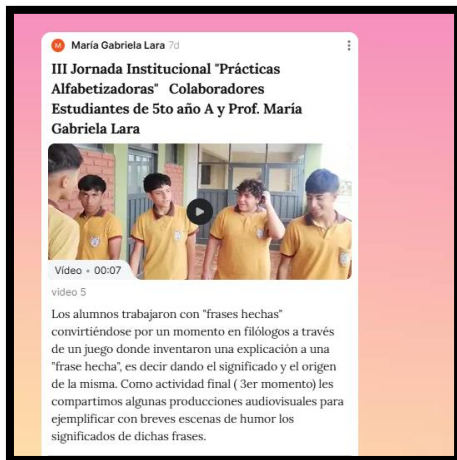 María Gabriela Lara 7d
III Jornada Institucional "Prácticas
Alfabetizadoras" Colaboradores
Estudiantes de 5to año A y Prof. María
Gabriela Lara
Vídeo • 00:07
video 5
Los alumnos trabajaron con "frases hechas"
convirtiéndose por un momento en filólogos a través
de un juego donde inventaron una explicación a una
"frase hecha", es decir dando el significado y el origen
de la misma. Como actividad final ( 3er momento) les
compartimos algunas producciones audiovisuales para
ejemplificar con breves escenas de humor los
significados de dichas frases.